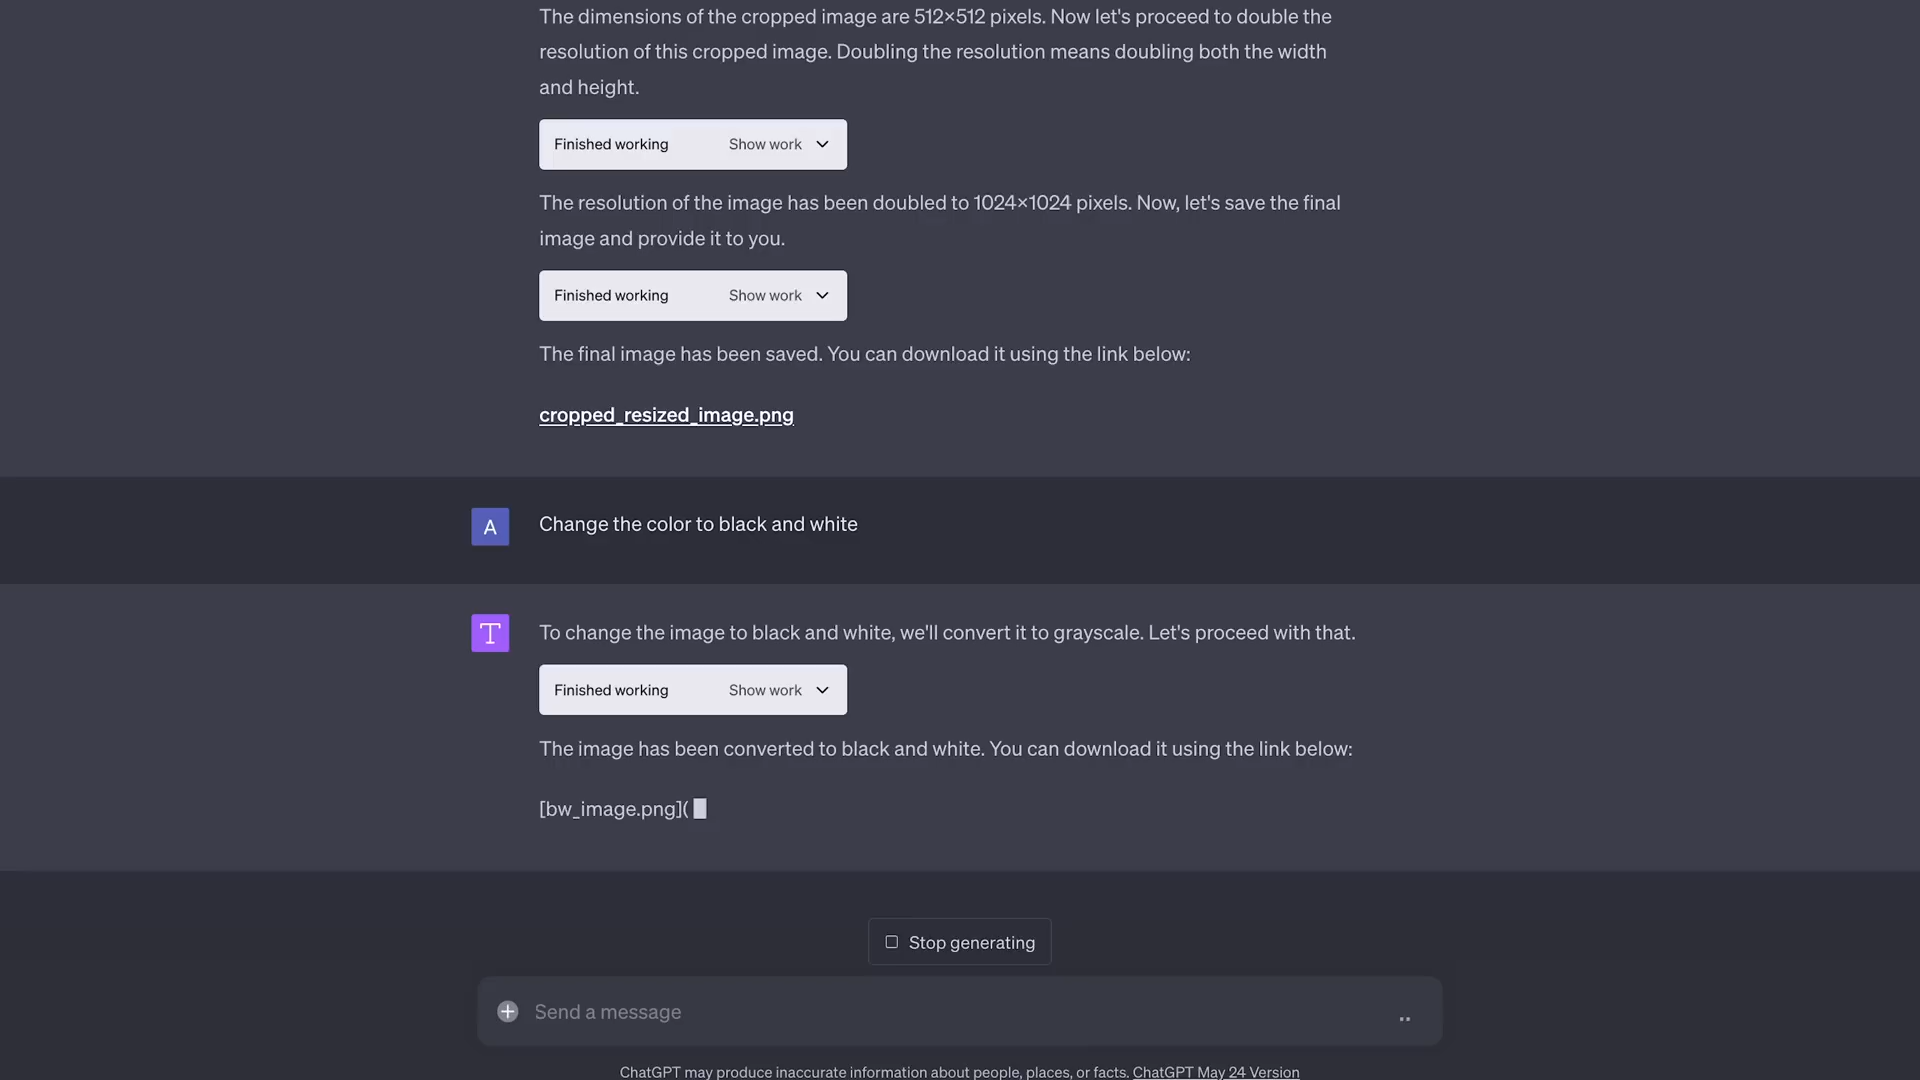 The dimensions of the cropped image are 512×512 pixels. Now let's proceed to double the
resolution of this cropped image. Doubling the resolution means doubling both the width
and height.
Finished working Show work
The resolution of the image has been doubled to 1024×1024 pixels. Now, let's save the final
image and provide it to you.
Finished working Show work
The final image has been saved. You can download it using the link below:
cropped_resized_image.png
A Change the color to black and white
T To change the image to black and white, we'll convert it to grayscale. Let's proceed with that.
Finished working Show work
The image has been converted to black and white. You can download it using the link below:
[bw_image.png](
Stop generating
Send a message
ChatGPT may produce inaccurate information about people, places, or facts. ChatGPT May 24 Version